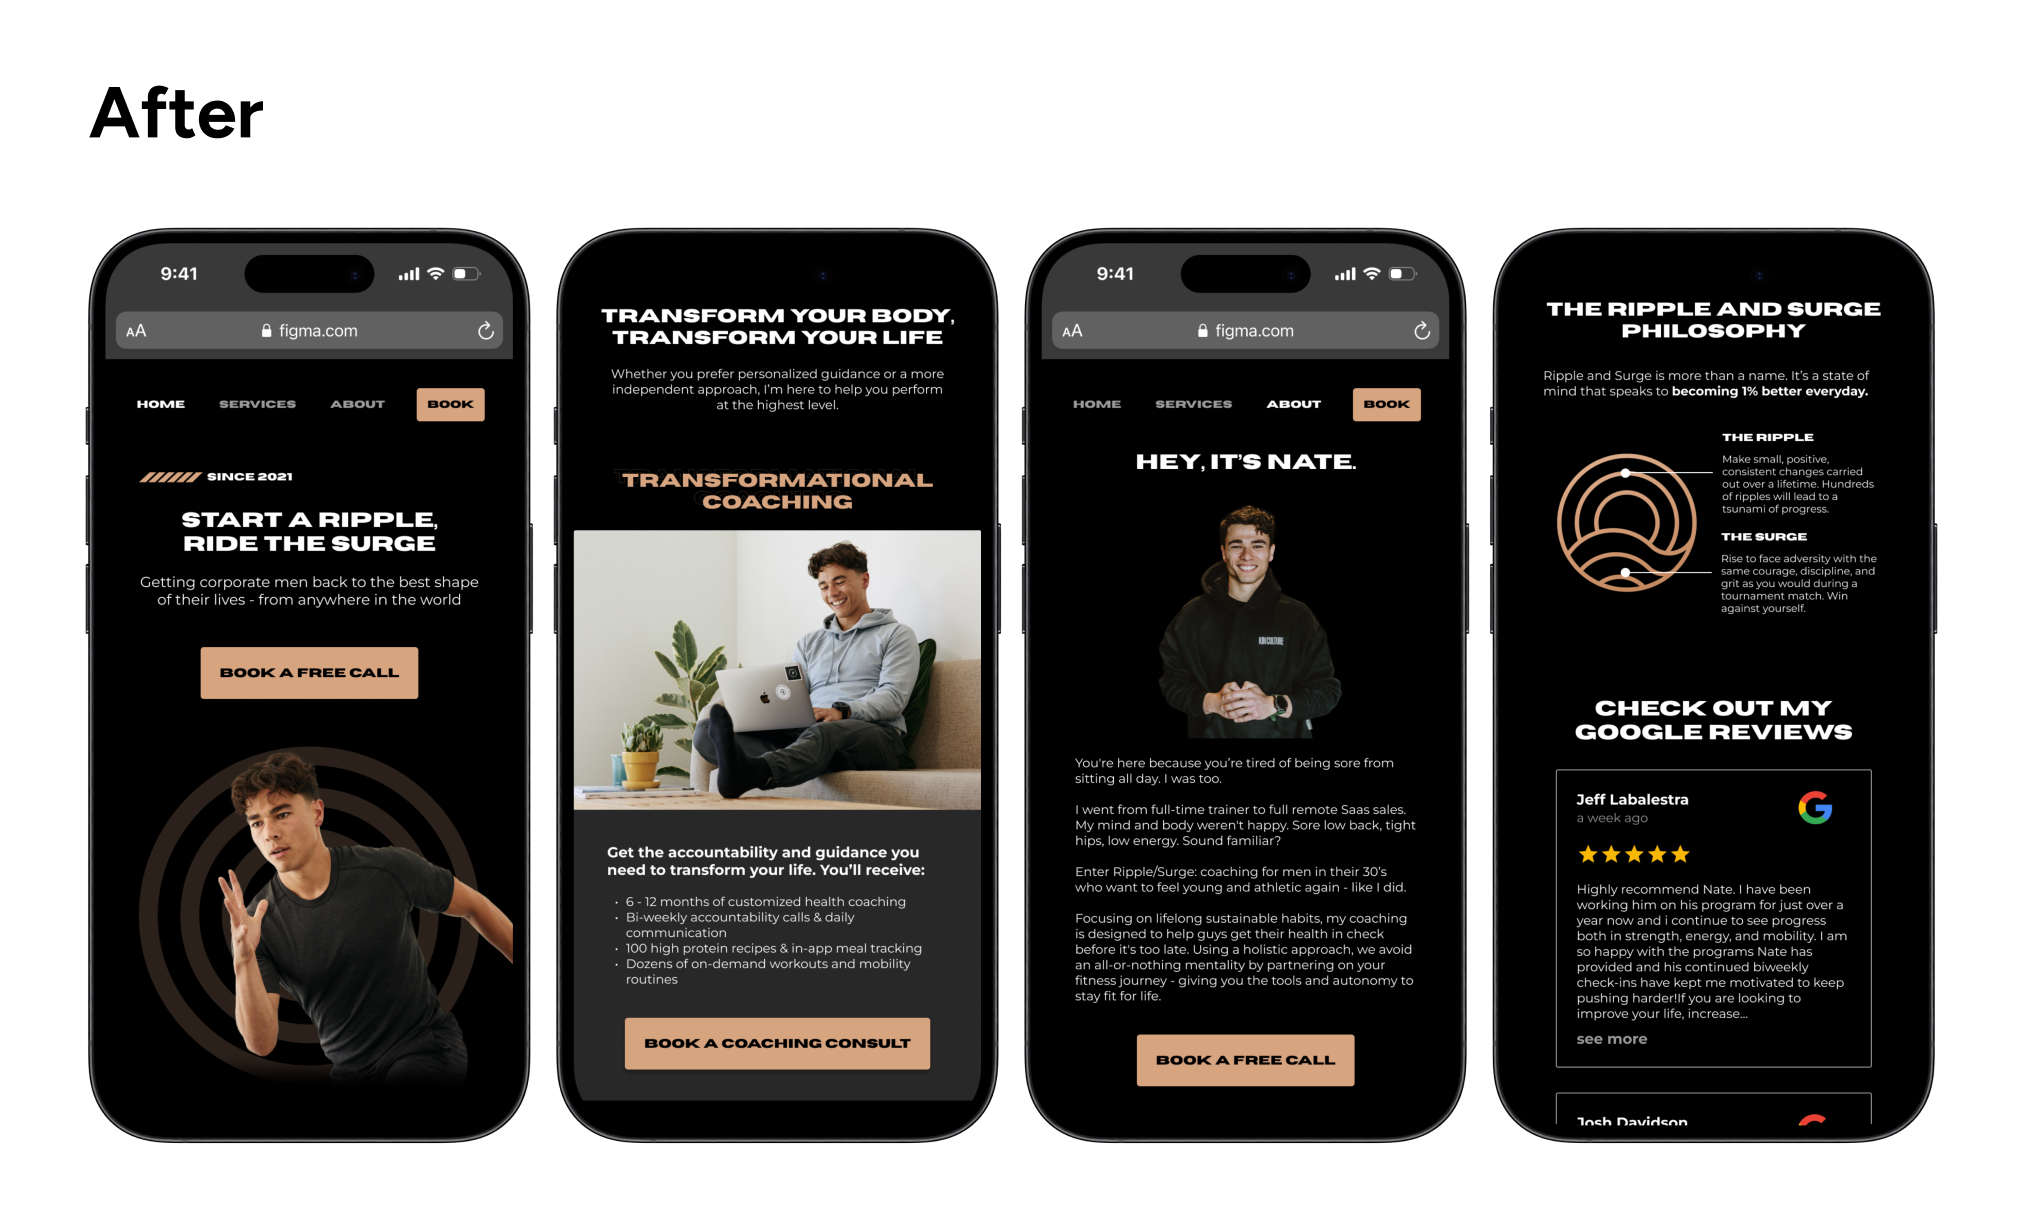 After
9:41
AA
figma.com
HOME
SERVICES
ABOUT
BOOK
SINCE 2021
START A RIPPLE,
RIDE THE SURGE
Getting corporate men back to the best shape
of their lives - from anywhere in the world
BOOK A FREE CALL
TRANSFORM YOUR BODY,
TRANSFORM YOUR LIFE
Whether you prefer personalized guidance or a more
independent approach, I'm here to help you perform
at the highest level.
TRANSFORMATIONAL
COACHING
Get the accountability and guidance you
need to transform your life. You'll receive:
• 6 - 12 months of customized health coaching
• Bi-weekly accountability calls & daily
communication
• 100 high protein recipes & in-app meal tracking
• Dozens of on-demand workouts and mobility
routines
BOOK A COACHING CONSULT
9:41
AA
figma.com
HOME
SERVICES
ABOUT
BOOK
HEY, IT'S NATE.
KIN CULTURE
You're here because you're tired of being sore from
sitting all day. I was too.
I went from full-time trainer to full remote Saas sales.
My mind and body weren't happy. Sore low back, tight
hips, low energy. Sound familiar?
Enter Ripple/Surge: coaching for men in their 30's
who want to feel young and athletic again - like I did.
Focusing on lifelong sustainable habits, my coaching
is designed to help guys get their health in check
before it's too late. Using a holistic approach, we avoid
an all-or-nothing mentality by partnering on your
fitness journey - giving you the tools and autonomy to
stay fit for life.
BOOK A FREE CALL
THE RIPPLE AND SURGE
PHILOSOPHY
Ripple and Surge is more than a name. It's a state of
mind that speaks to becoming 1% better everyday.
THE RIPPLE
Make small, positive,
consistent changes carried
out over a lifetime. Hundreds
of ripples will lead to a
tsunami of progress.
THE SURGE
Rise to face adversity with the
same courage, discipline, and
grit as you would during a
tournament match. Win
against yourself.
CHECK OUT MY
GOOGLE REVIEWS
Jeff Labalestra
a week ago
Highly recommend Nate. I have been
working him on his program for just over a
year now and i continue to see progress
both in strength, energy, and mobility. I am
so happy with the programs Nate has
provided and his continued biweekly
check-ins have kept me motivated to keep
pushing harder!If you are looking to
improve your life, increase...
see more
Josh Davidson